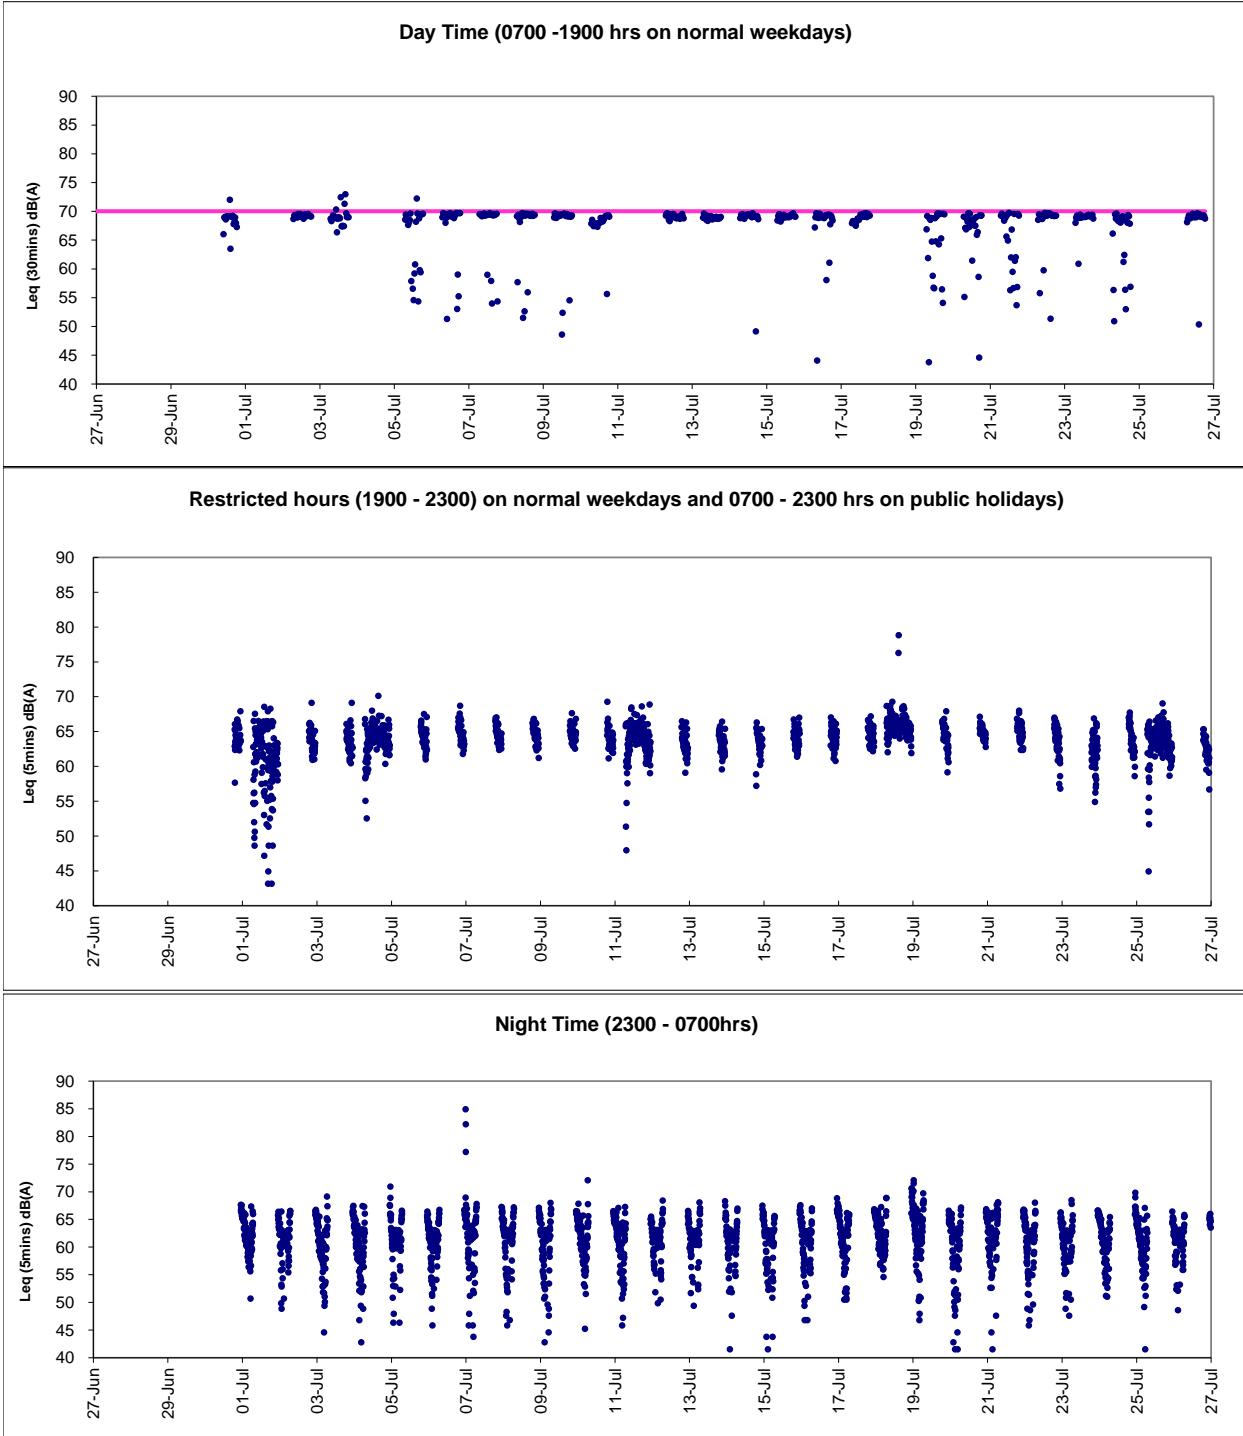 Day Time (0700 -1900 hrs on normal weekdays)
Leq (30mins) dB(A)
90
85
80
75
70
65
60
55
50
45
40
27-Jun
29-Jun
01-Jul
03-Jul
05-Jul
07-Jul
09-Jul
11-Jul
13-Jul
15-Jul
17-Jul
19-Jul
21-Jul
23-Jul
25-Jul
27-Jul
Restricted hours (1900 - 2300) on normal weekdays and 0700 - 2300 hrs on public holidays)
Leq (5mins) dB(A)
90
85
80
75
70
65
60
55
50
45
40
27-Jun
29-Jun
01-Jul
03-Jul
05-Jul
07-Jul
09-Jul
11-Jul
13-Jul
15-Jul
17-Jul
19-Jul
21-Jul
23-Jul
25-Jul
27-Jul
Night Time (2300 - 0700hrs)
Leq (5mins) dB(A)
90
85
80
75
70
65
60
55
50
45
40
27-Jun
29-Jun
01-Jul
03-Jul
05-Jul
07-Jul
09-Jul
11-Jul
13-Jul
15-Jul
17-Jul
19-Jul
21-Jul
23-Jul
25-Jul
27-Jul